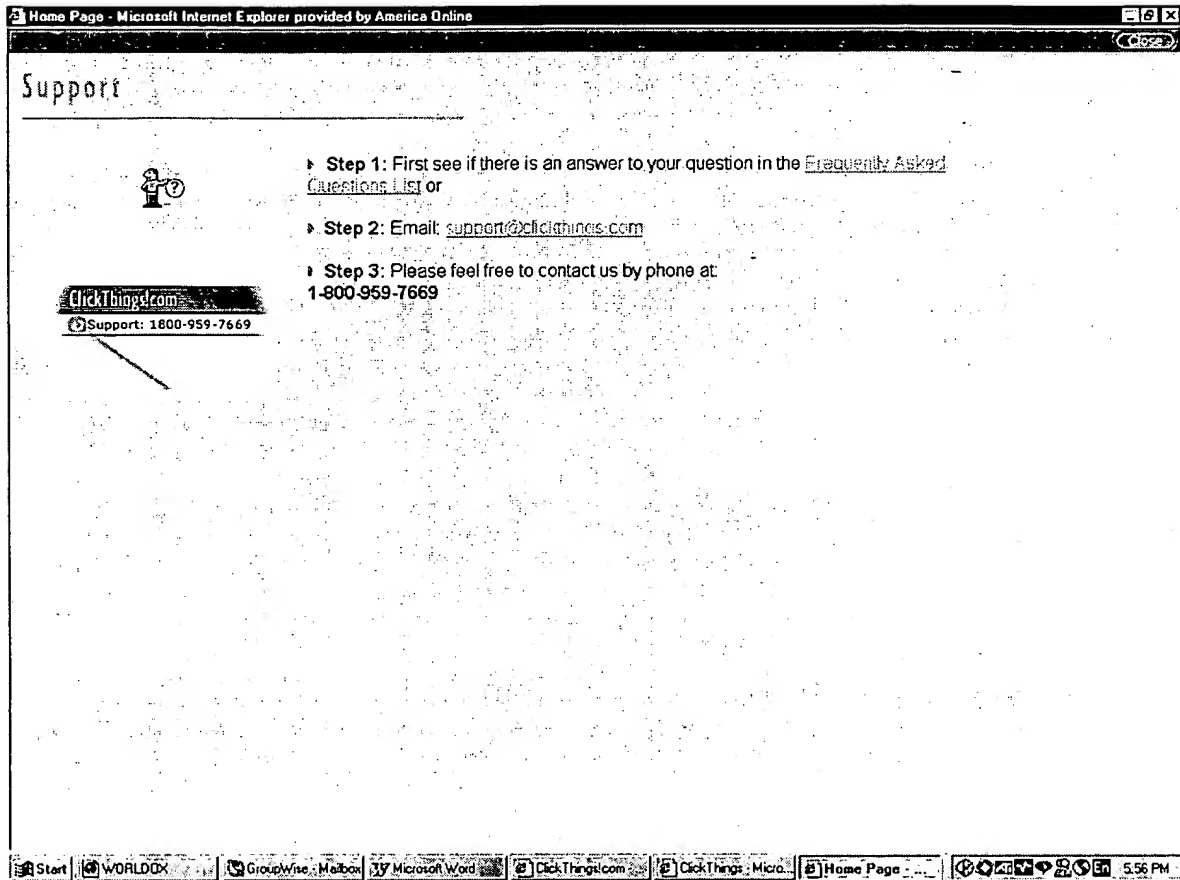 Home Page - Microsoft Internet Explorer provided by America Online
Close
Support
Step 1: First see if there is an answer to your question in the Frequently Asked
Questions List or
?
Step 2: Email: support@clickthings.com
Step 3: Please feel free to contact us by phone at:
1-800-959-7669
ClickThings.com
Support: 1800-959-7669
Start WORLDOX GroupWise - Mailbox Microsoft Word ClickThings.com ClickThings - Micro... Home Page - ... En 5:56 PM